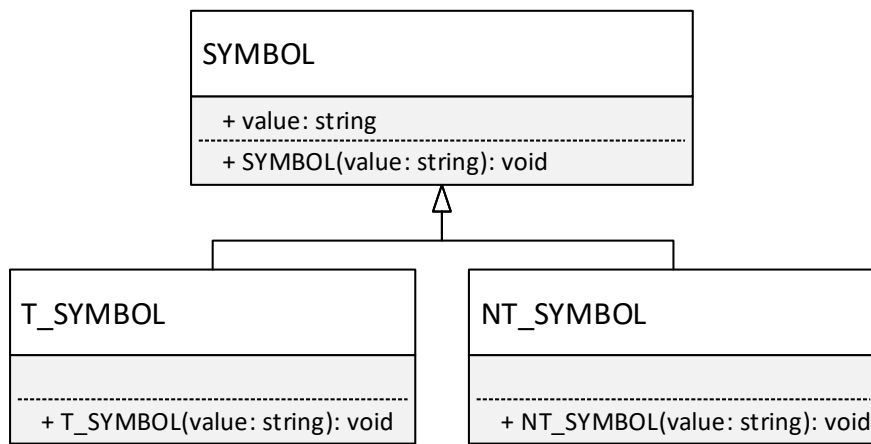 SYMBOL
+ value: string
+ SYMBOL(value: string): void
T_SYMBOL
+ T_SYMBOL(value: string): void
NT_SYMBOL
+ NT_SYMBOL(value: string): void